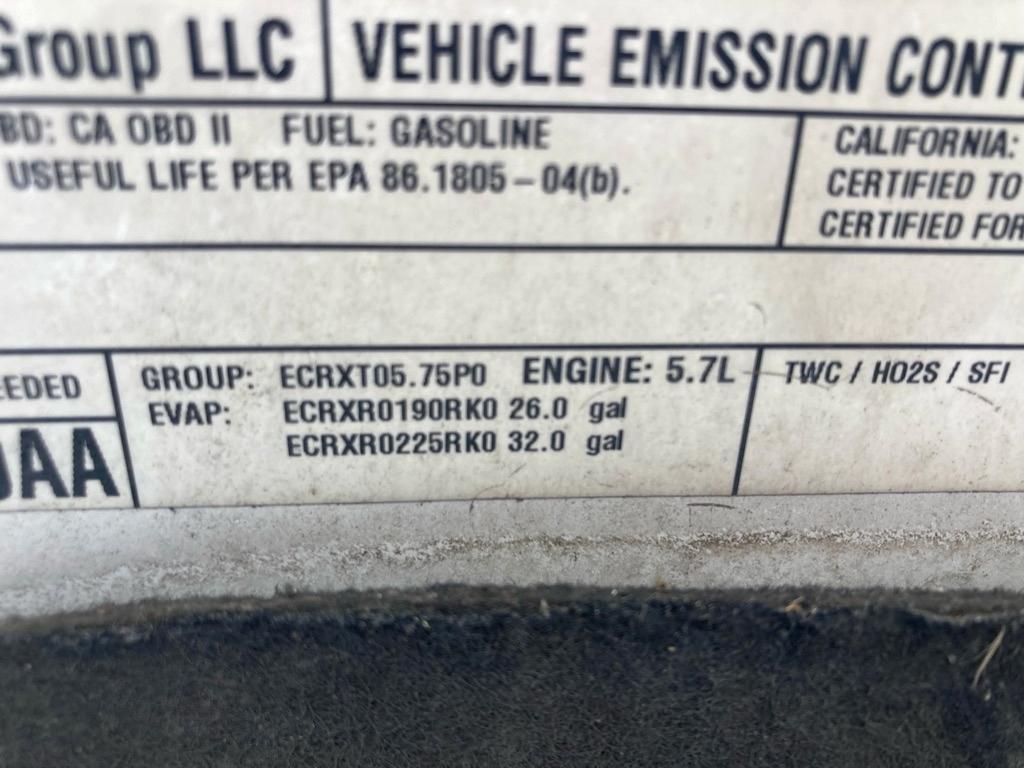 Group LLC
VEHICLE EMISSION CONT
BD: CA OBD II FUEL: GASOLINE
USEFUL LIFE PER EPA 86.1805-04(b).
CALIFORNIA:
CERTIFIED TO
CERTIFIED FOR
EEDED
AA
GROUP: ECRXT05.75P0 ENGINE: 5.7L
EVAP: ECRXR0190RK0 26.0 gal
ECRXR0225RK0 32.0 gal
TWC / HO2S / SFI